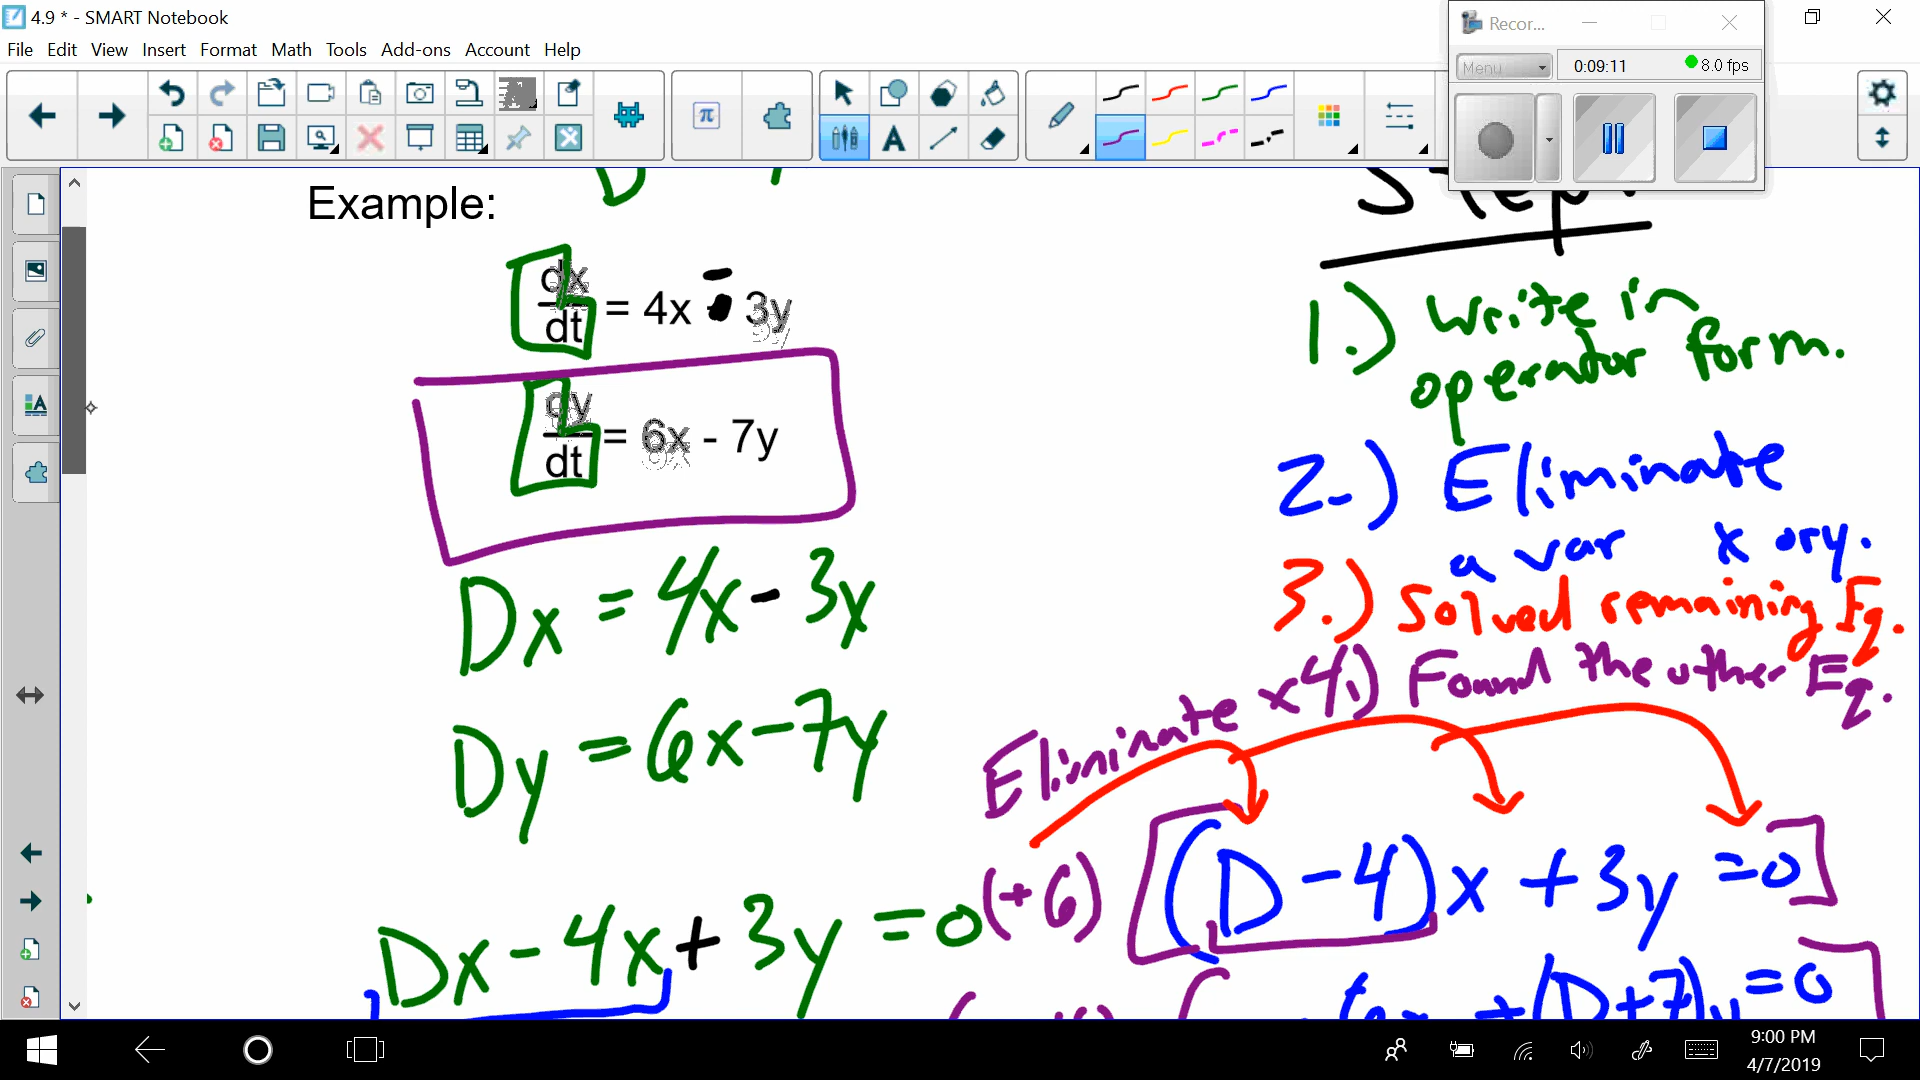 4.9 * - SMART Notebook
File Edit View Insert Format Math Tools Add-ons Account Help
Recor...
Menu
0:09:11
8.0 fps
Example:
dx
dt
= 4x - 3y
dy
dt
= 6x - 7y
Dx = 4x - 3y
Dy = 6x - 7y
Dx - 4x + 3y = 0
Step
1.) Write in
operator form.
2.) Eliminate
a var x or y.
3.) Solved remaining Eq.
4.) Found the other Eq.
Eliminate x
(+6) [(D - 4)x + 3y = 0]
+ (D + 7)y = 0
9:00 PM
4/7/2019